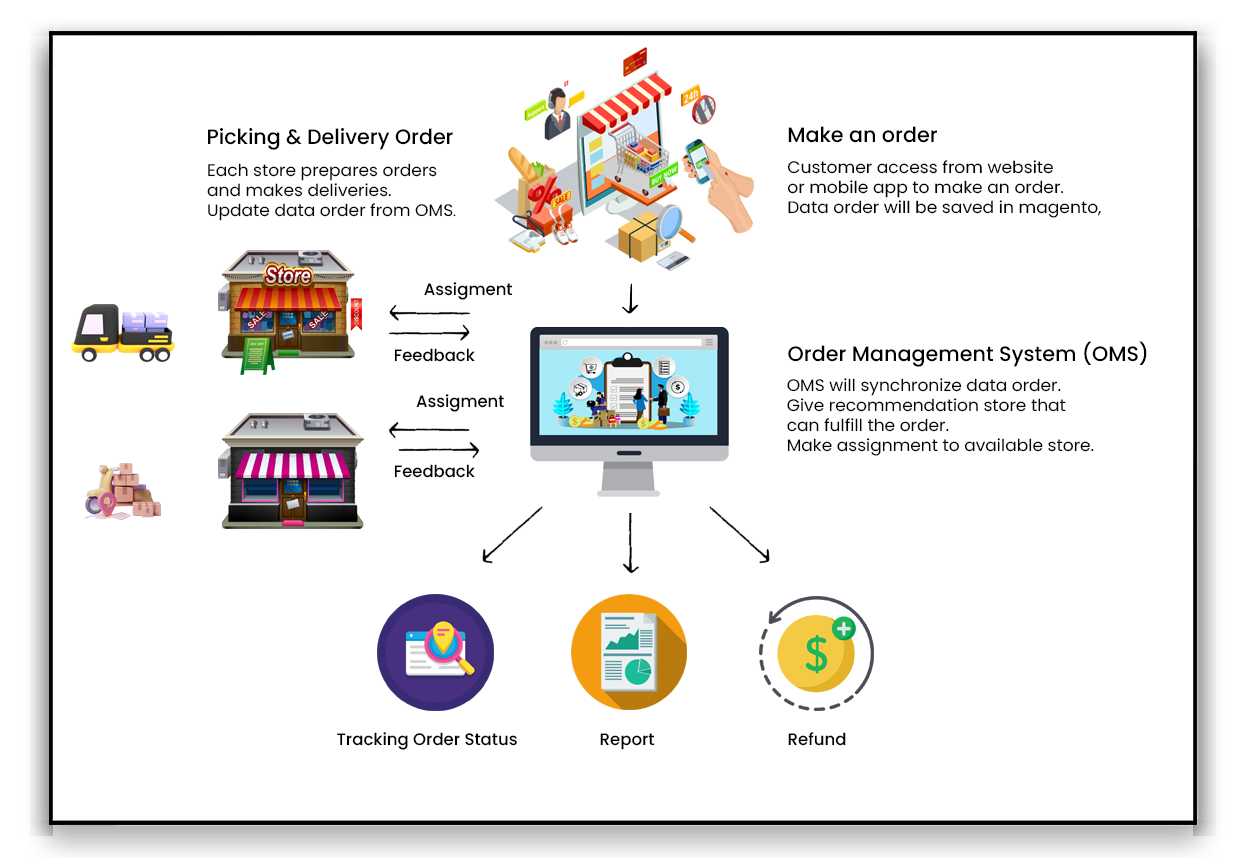 Picking & Delivery Order
Each store prepares orders
and makes deliveries.
Update data order from OMS.
Make an order
Customer access from website
or mobile app to make an order.
Data order will be saved in magento,
24h
BUY NOW
SALE
Store
SALE
SALE
DISCOUNT
Assigment
Feedback
Assigment
Feedback
Order Management System (OMS)
OMS will synchronize data order.
Give recommendation store that
can fulfill the order.
Make assignment to available store.
Tracking Order Status
Report
Refund